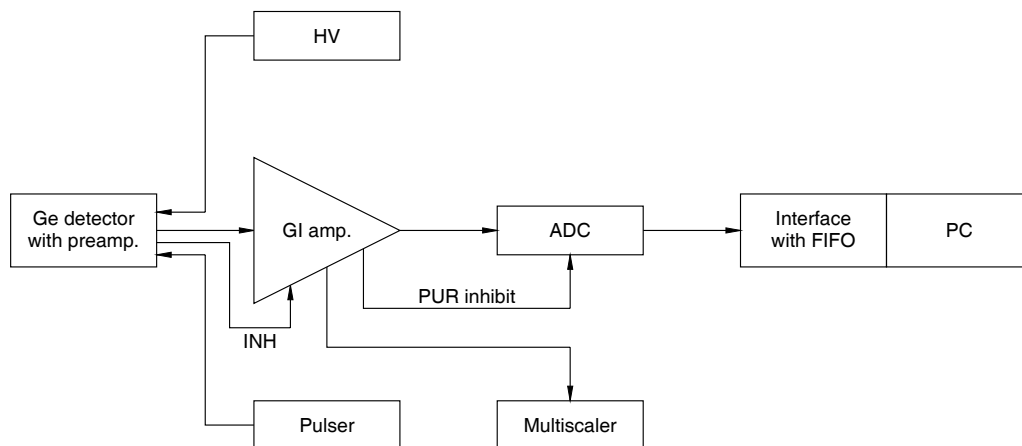 HV
Ge detector
with preamp.
GI amp.
ADC
Interface
with FIFO
PC
PUR inhibit
INH
Pulser
Multiscaler